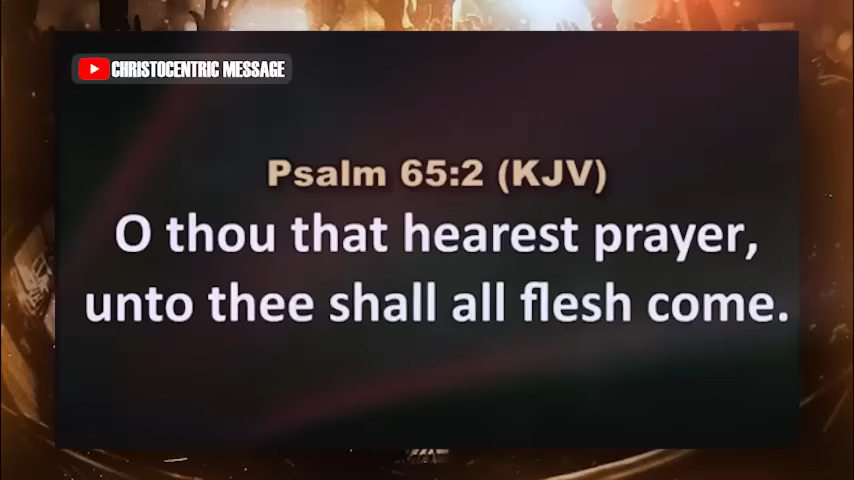 CHRISTOCENTRIC MESSAGE
Psalm 65:2 (KJV)
O thou that hearest prayer,
unto thee shall all flesh come.